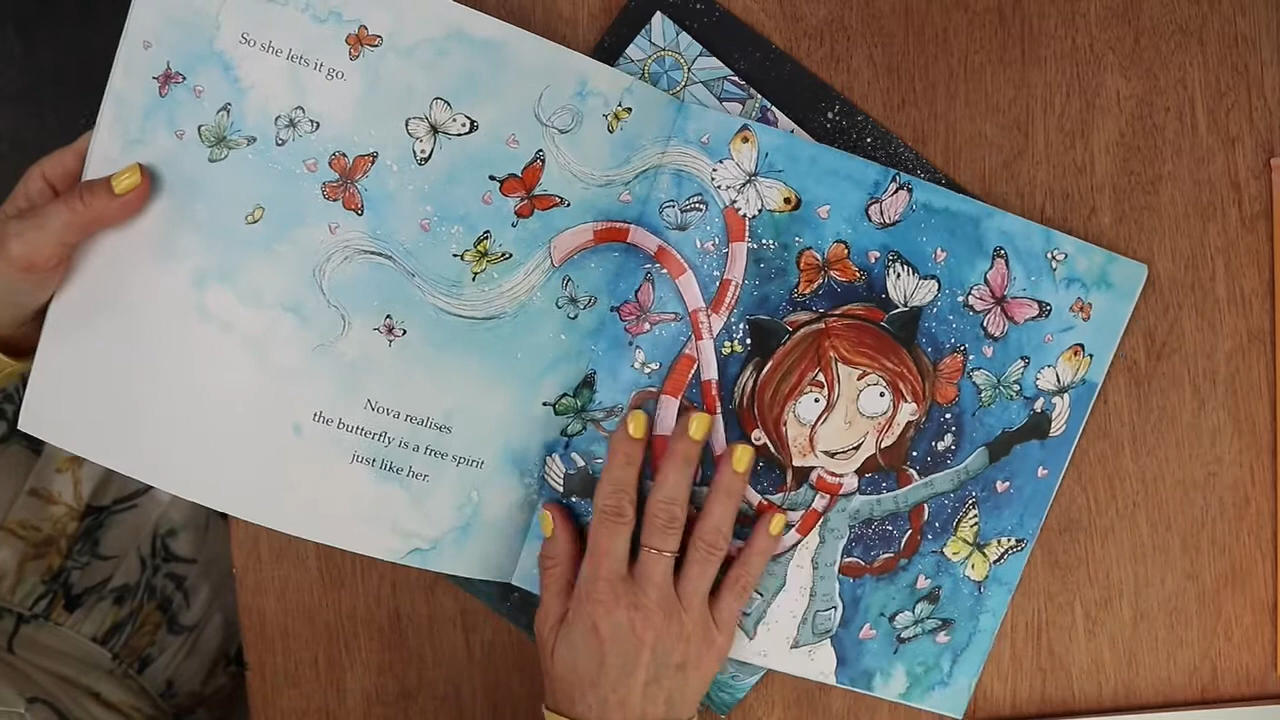 So she lets it go.
Nova realises
the butterfly is a free spirit
just like her.